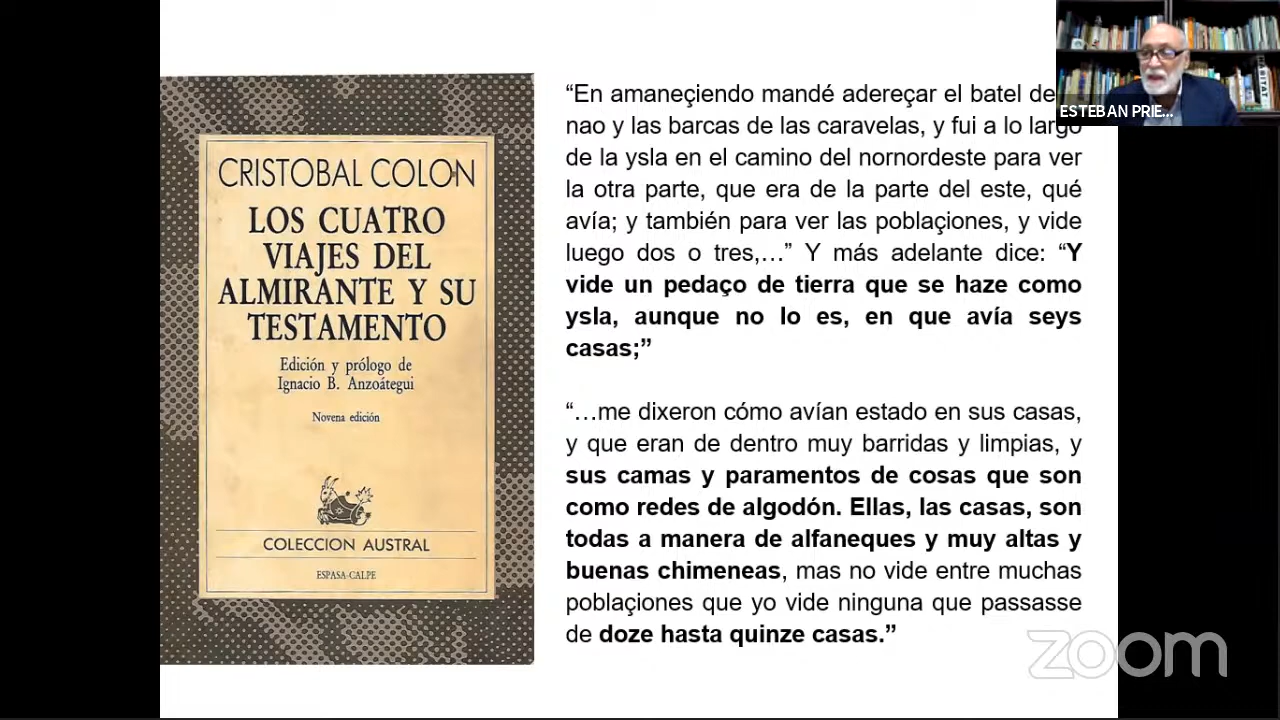 CRISTOBAL COLON
LOS CUATRO
VIAJES DEL
ALMIRANTE Y SU
TESTAMENTO
Edición y prólogo de
Ignacio B. Anzoátegui
Novena edición
COLECCION AUSTRAL
ESPASA-CALPE
“En amaneçiendo mandé adereçar el batel de
nao y las barcas de las caravelas, y fui a lo largo
de la ysla en el camino del nornordeste para ver
la otra parte, que era de la parte del este, qué
avía; y también para ver las poblaçiones, y vide
luego dos o tres,…” Y más adelante dice: “Y
vide un pedaço de tierra que se haze como
ysla, aunque no lo es, en que avía seys
casas;”
“…me dixeron cómo avían estado en sus casas,
y que eran de dentro muy barridas y limpias, y
sus camas y paramentos de cosas que son
como redes de algodón. Ellas, las casas, son
todas a manera de alfaneques y muy altas y
buenas chimeneas, mas no vide entre muchas
poblaçiones que yo vide ninguna que passasse
de doze hasta quinze casas.”
ESTEBAN PRIE...
HABITAT
zoom